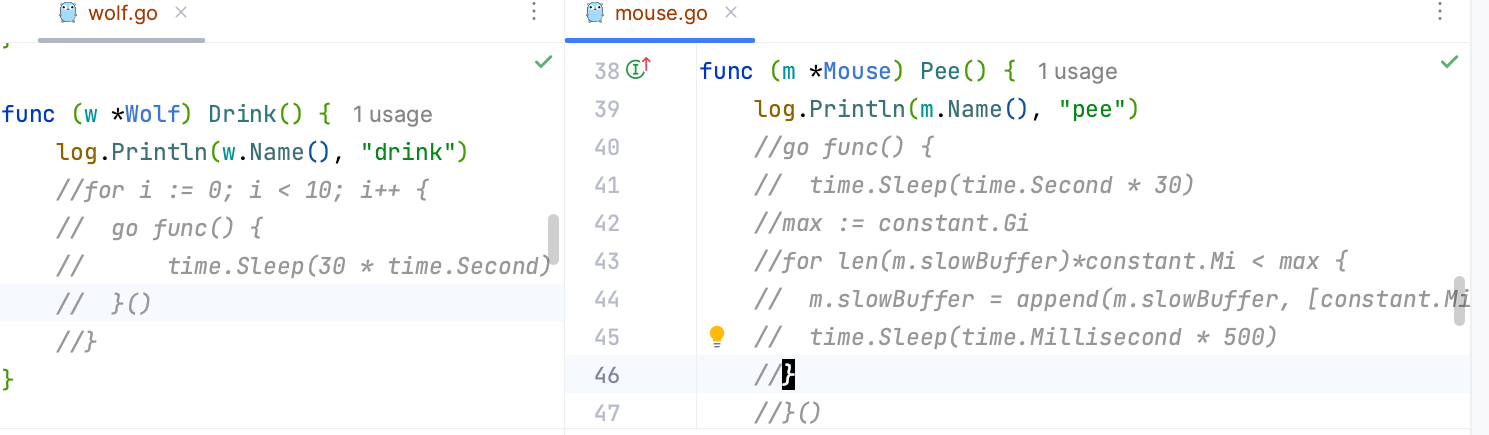 wolf.go
func (w *Wolf) Drink() { 1 usage
log.Println(w.Name(), "drink")
//for i := 0; i < 10; i++ {
// go func() {
// time.Sleep(30 * time.Second)
// }()
//}
}
mouse.go
38 func (m *Mouse) Pee() { 1 usage
39 log.Println(m.Name(), "pee")
40 //go func() {
41 // time.Sleep(time.Second * 30)
42 //max := constant.Gi
43 //for len(m.slowBuffer)*constant.Mi < max {
44 // m.slowBuffer = append(m.slowBuffer, [constant.Mi
45 // time.Sleep(time.Millisecond * 500)
46 //}
47 //}()